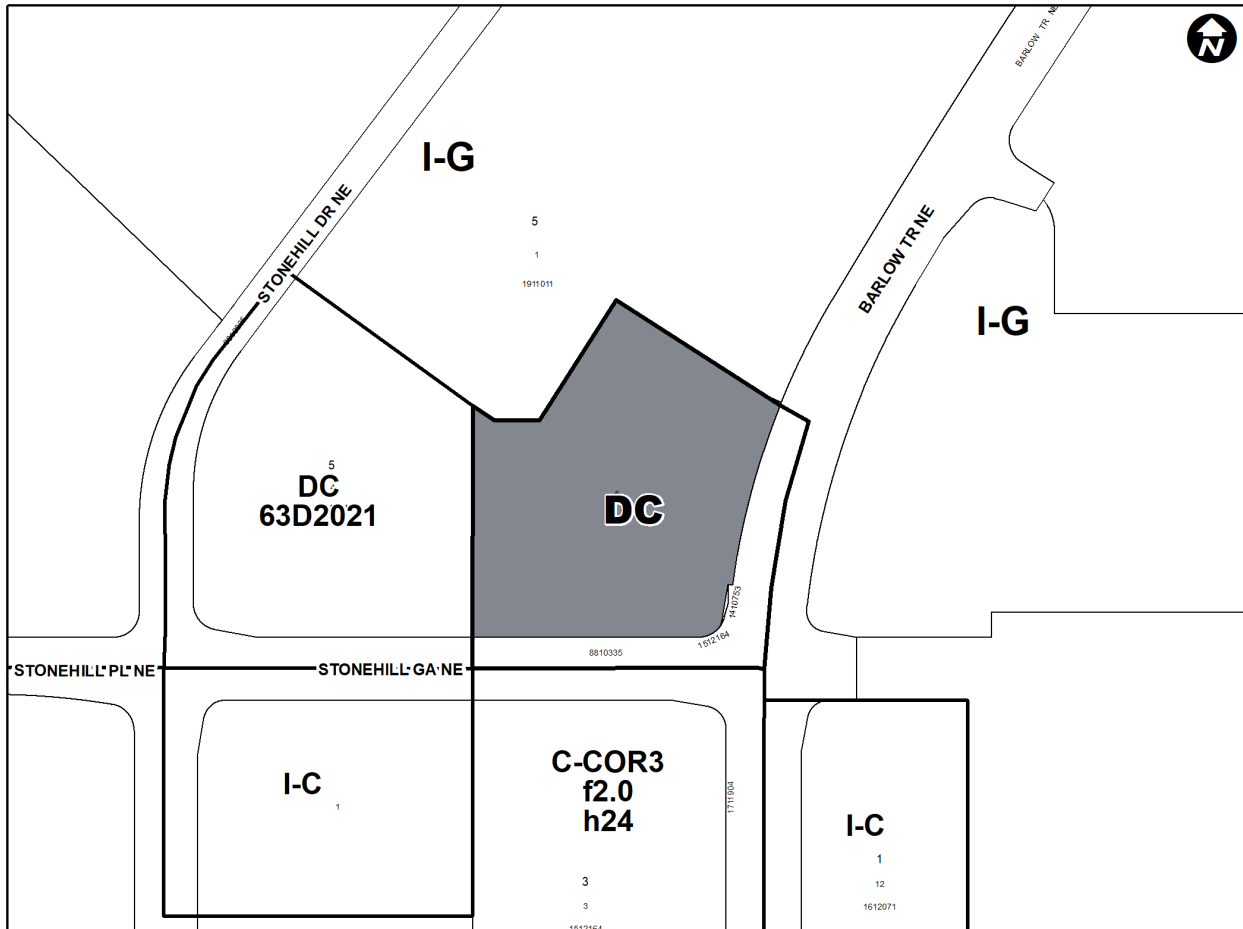 BARLOW TR NE
N
I-G
5
1
1911011
STONEHILL DR NE
BARLOW TR NE
I-G
5
DC
63D2021
DC
1410753
1512164
8810335
STONEHILL PL NE
STONEHILL GA NE
C-COR3
f2.0
h24
I-C
1
1711904
I-C
1
12
1612071
3
3
1512164